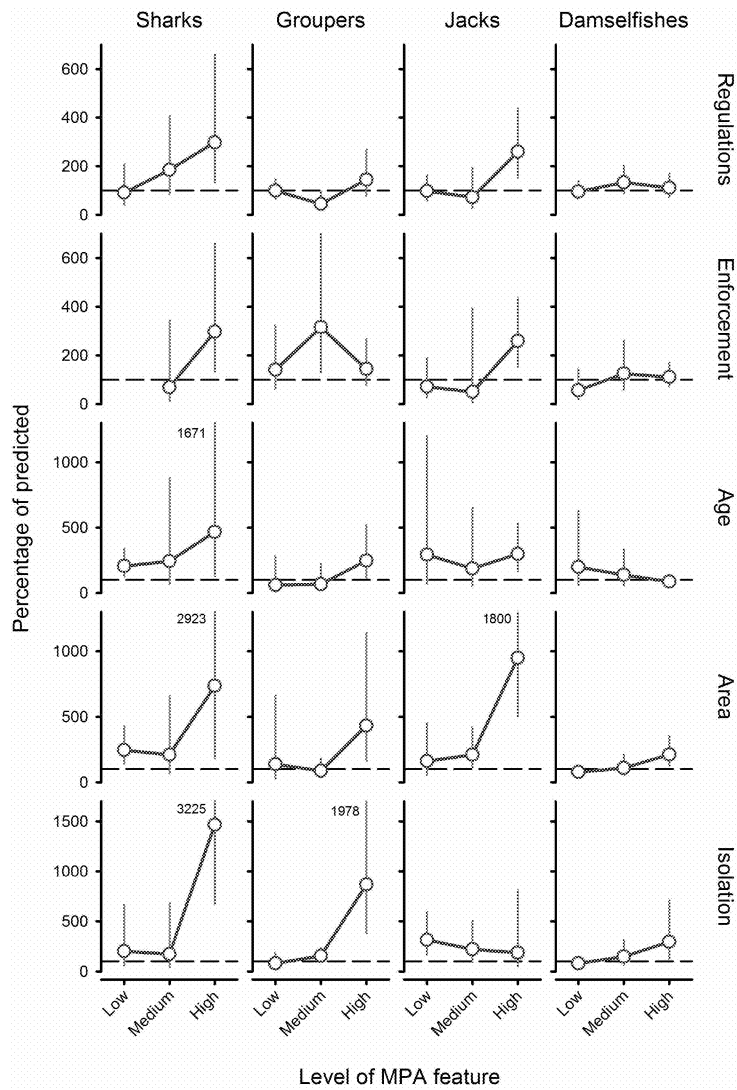 Sharks Groupers Jacks Damselfishes
600
400
200
0
Regulations
600
400
200
0
Enforcement
Percentage of predicted
1671
1000
500
0
Age
2923 1800
1000
500
0
Area
3225 1978
1500
1000
500
0
Isolation
Low Medium High Low Medium High Low Medium High Low Medium High
Level of MPA feature